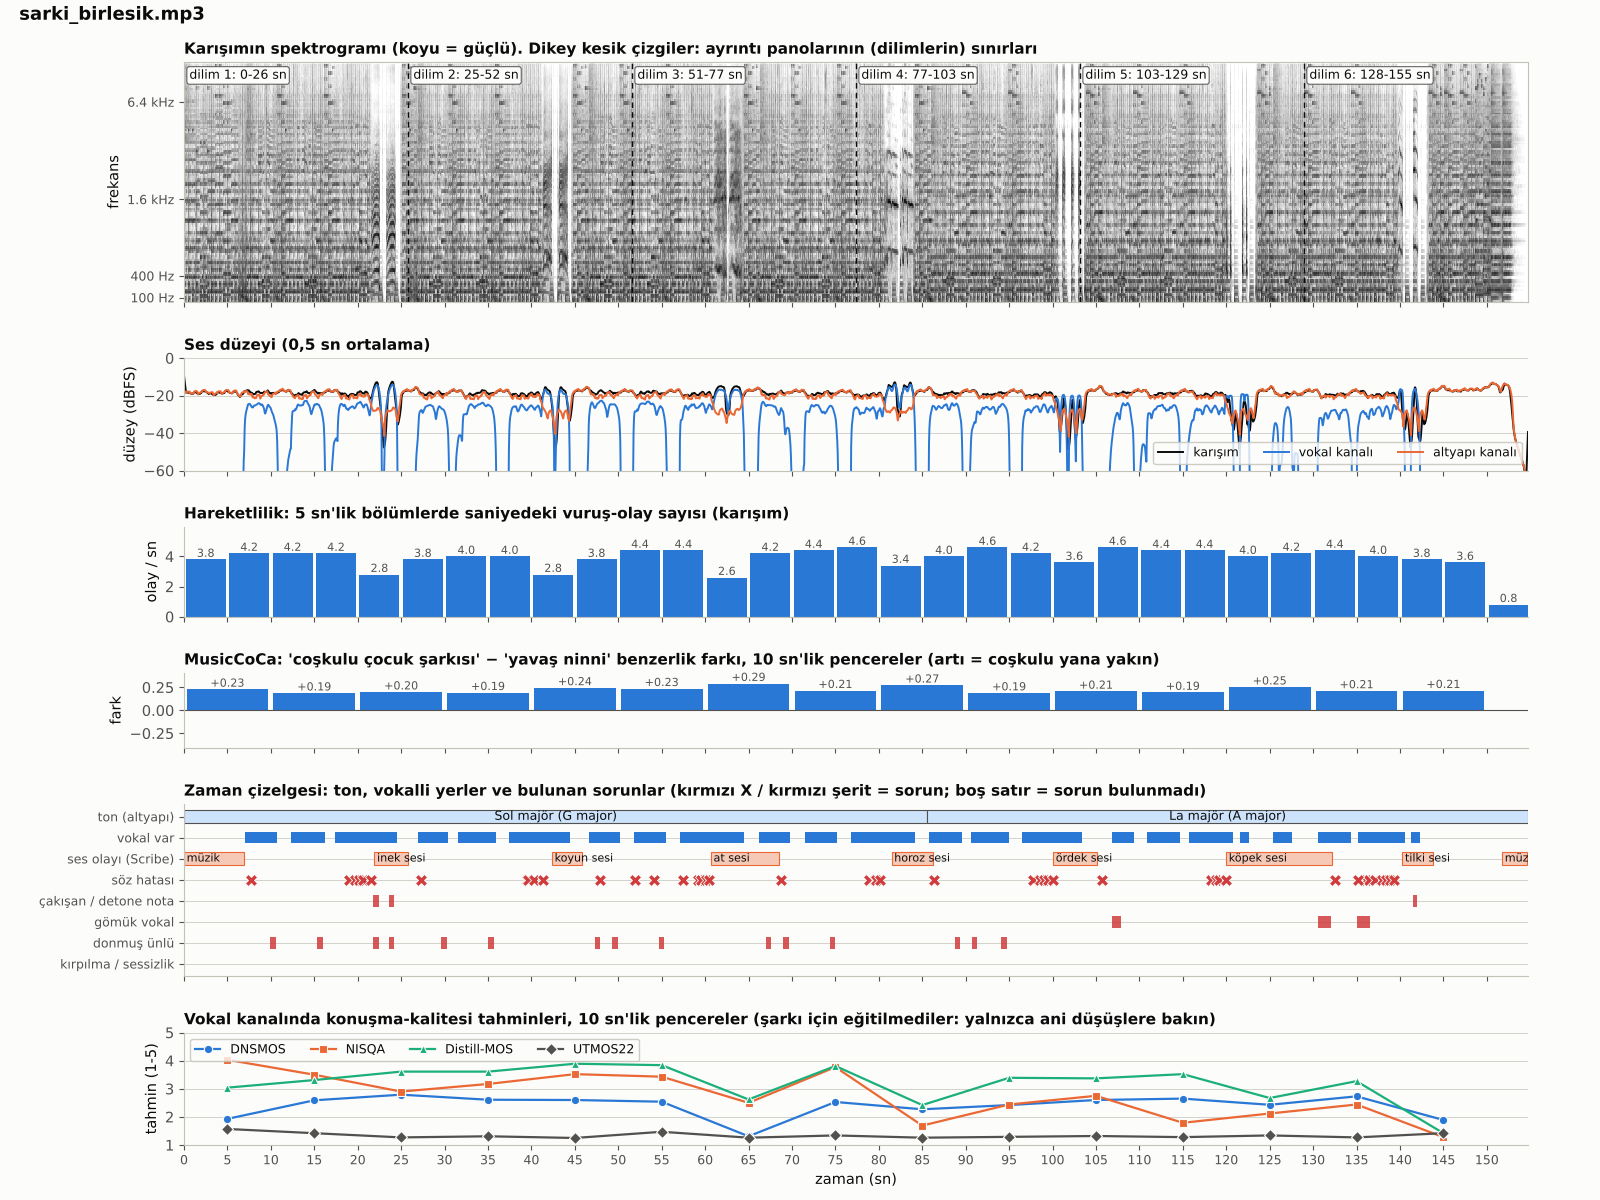 sarki_birlesik.mp3
Karışımın spektrogramı (koyu = güçlü). Dikey kesik çizgiler: ayrıntı panolarının (dilimlerin) sınırları
dilim 1: 0-26 sn
dilim 2: 25-52 sn
dilim 3: 51-77 sn
dilim 4: 77-103 sn
dilim 5: 103-129 sn
dilim 6: 128-155 sn
frekans
6.4 kHz
1.6 kHz
400 Hz
100 Hz
Ses düzeyi (0,5 sn ortalama)
düzey (dBFS)
0
−20
−40
−60
karışım
vokal kanalı
altyapı kanalı
Hareketlilik: 5 sn'lik bölümlerde saniyedeki vuruş-olay sayısı (karışım)
olay / sn
4
2
0
3.8 4.2 4.2 4.2 2.8 3.8 4.0 4.0 2.8 3.8 4.4 4.4 2.6 4.2 4.4 4.6 3.4 4.0 4.6 4.2 3.6 4.6 4.4 4.4 4.0 4.2 4.4 4.0 3.8 3.6 0.8
MusicCoCa: 'coşkulu çocuk şarkısı' − 'yavaş ninni' benzerlik farkı, 10 sn'lik pencereler (artı = coşkulu yana yakın)
fark
0.25
0.00
−0.25
+0.23 +0.19 +0.20 +0.19 +0.24 +0.23 +0.29 +0.21 +0.27 +0.19 +0.21 +0.19 +0.25 +0.21 +0.21
Zaman çizelgesi: ton, vokalli yerler ve bulunan sorunlar (kırmızı X / kırmızı şerit = sorun; boş satır = sorun bulunmadı)
ton (altyapı)
Sol majör (G major)
La majör (A major)
vokal var
ses olayı (Scribe)
müzik
inek sesi
koyun sesi
at sesi
horoz sesi
ördek sesi
köpek sesi
tilki sesi
müz
söz hatası
çakışan / detone nota
gömük vokal
donmuş ünlü
kırpılma / sessizlik
Vokal kanalında konuşma-kalitesi tahminleri, 10 sn'lik pencereler (şarkı için eğitilmediler: yalnızca ani düşüşlere bakın)
tahmin (1-5)
5
4
3
2
1
DNSMOS
NISQA
Distill-MOS
UTMOS22
0 5 10 15 20 25 30 35 40 45 50 55 60 65 70 75 80 85 90 95 100 105 110 115 120 125 130 135 140 145 150
zaman (sn)